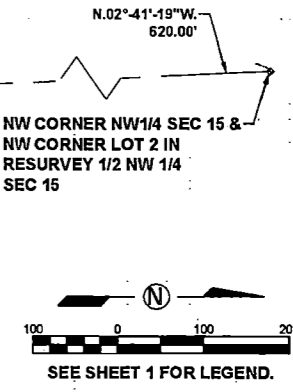 N.02°-41'-19"W.
620.00'
NW CORNER NW1/4 SEC 15 &
NW CORNER LOT 2 IN
RESURVEY 1/2 NW 1/4
SEC 15
N
100 0 100 20
SEE SHEET 1 FOR LEGEND.